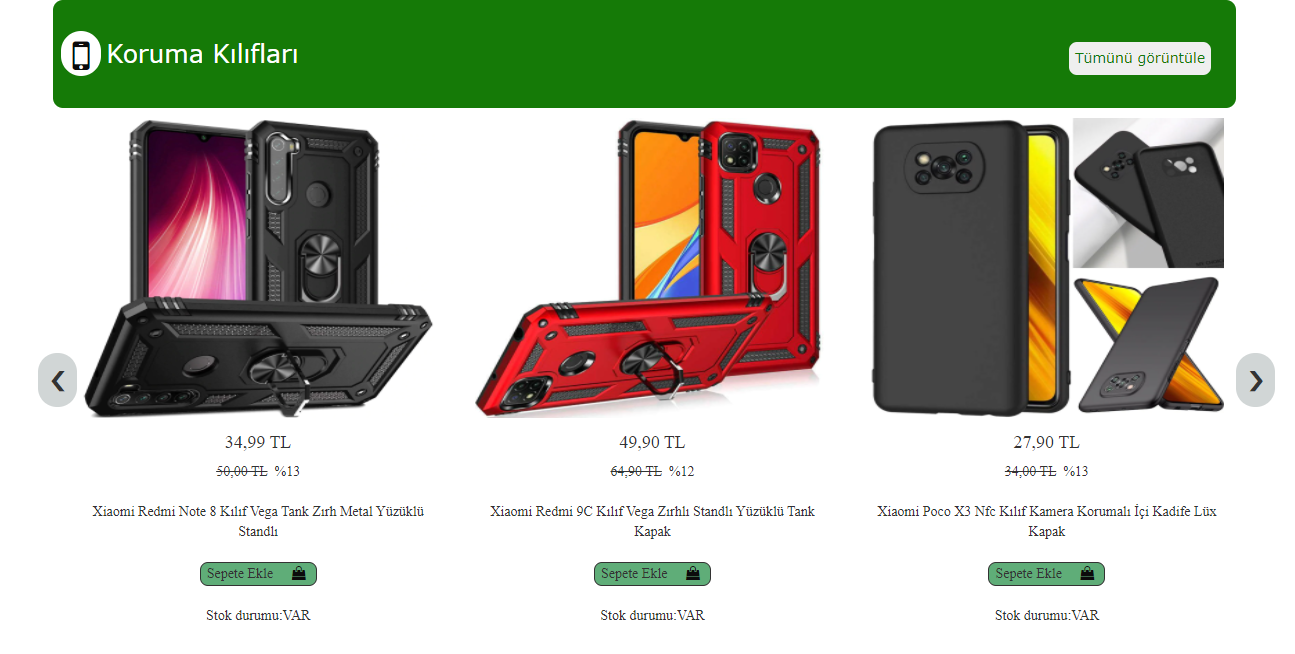 Koruma Kılıfları
Tümünü görüntüle
❮
❯
34,99 TL
50,00 TL %13
Xiaomi Redmi Note 8 Kılıf Vega Tank Zırh Metal Yüzüklü
Standlı
Sepete Ekle
Stok durumu:VAR
49,90 TL
64,90 TL %12
Xiaomi Redmi 9C Kılıf Vega Zırhlı Standlı Yüzüklü Tank
Kapak
Sepete Ekle
Stok durumu:VAR
27,90 TL
34,00 TL %13
Xiaomi Poco X3 Nfc Kılıf Kamera Korumalı İçi Kadife Lüx
Kapak
Sepete Ekle
Stok durumu:VAR